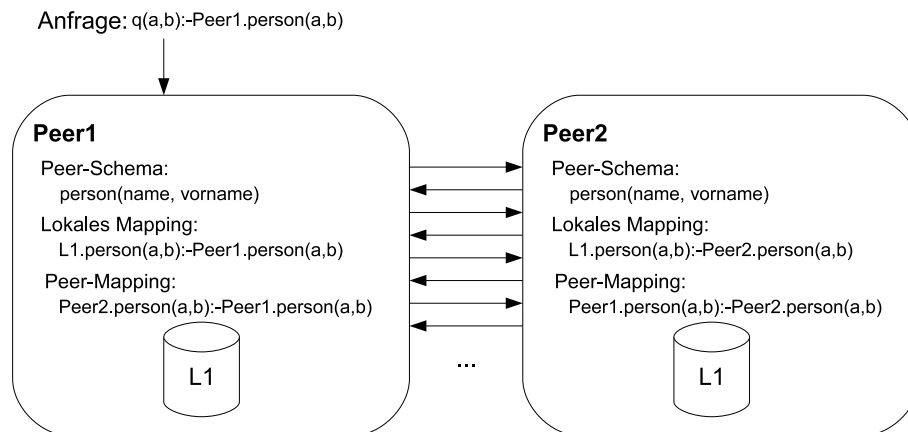 Anfrage: q(a,b):-Peer1.person(a,b)
Peer1
Peer-Schema:
person(name, vorname)
Lokales Mapping:
L1.person(a,b):-Peer1.person(a,b)
Peer-Mapping:
Peer2.person(a,b):-Peer1.person(a,b)
L1
...
Peer2
Peer-Schema:
person(name, vorname)
Lokales Mapping:
L1.person(a,b):-Peer2.person(a,b)
Peer-Mapping:
Peer1.person(a,b):-Peer2.person(a,b)
L1